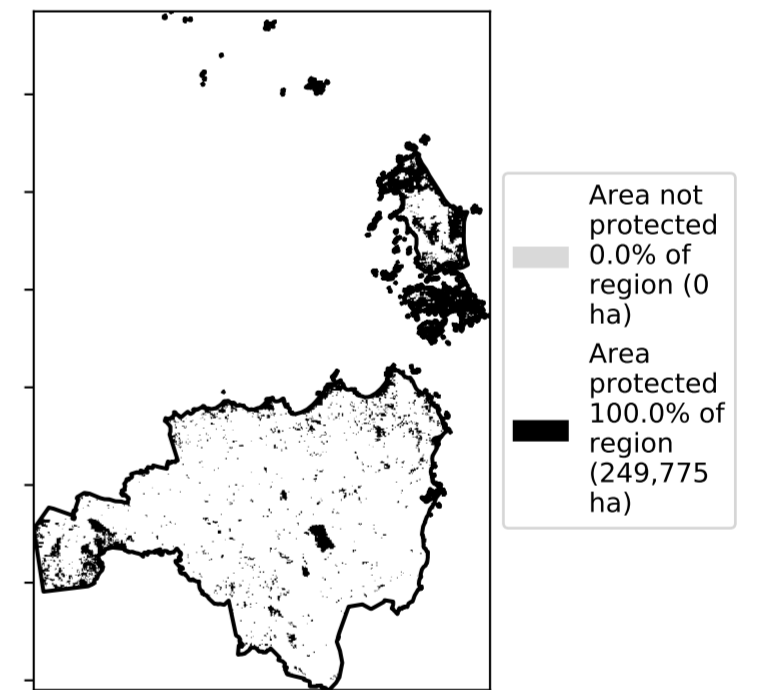 Area not
protected
0.0% of
region (0
ha)
Area
protected
100.0% of
region
(249,775
ha)